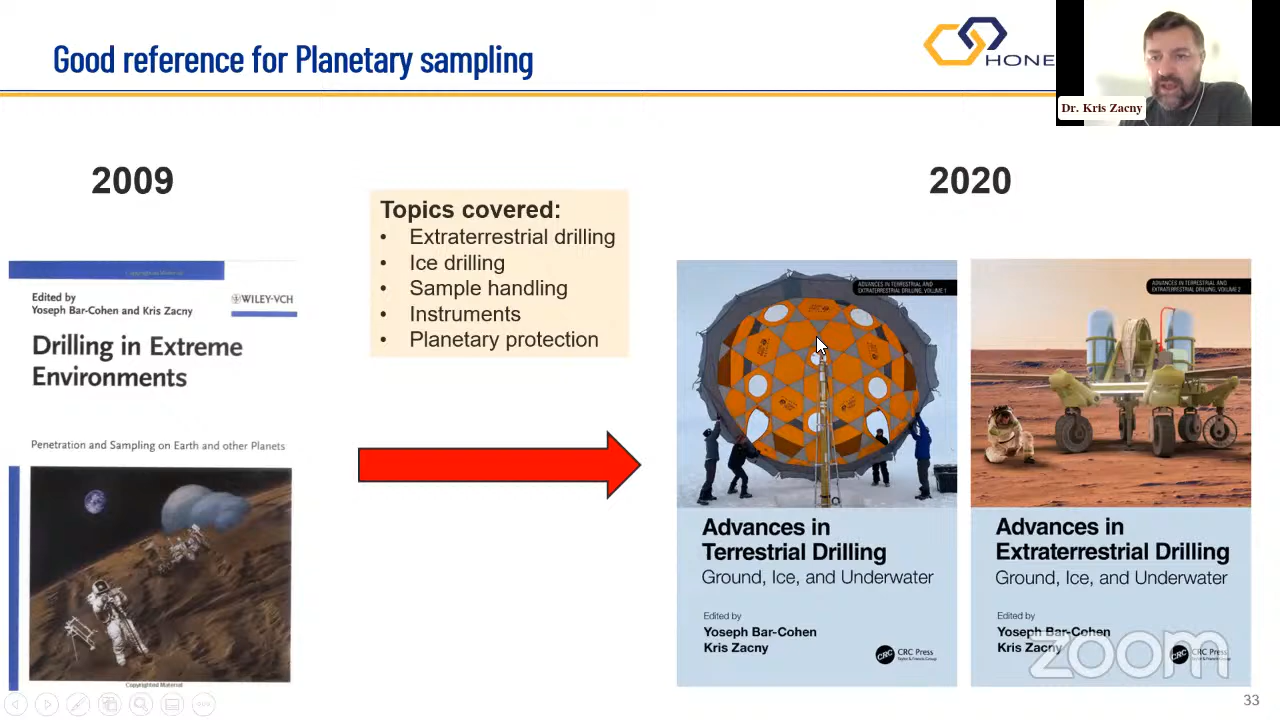 Good reference for Planetary sampling
HONE
Dr. Kris Zacny
2009
2020
Topics covered:
• Extraterrestrial drilling
• Ice drilling
• Sample handling
• Instruments
• Planetary protection
Copyrighted Material
Edited by
Yoseph Bar-Cohen and Kris Zacny
WILEY-VCH
Drilling in Extreme
Environments
Penetration and Sampling on Earth and other Planets
Copyrighted Material
ADVANCES IN TERRESTRIAL AND
EXTRATERRESTRIAL DRILLING, VOLUME 1
Advances in
Terrestrial Drilling
Ground, Ice, and Underwater
Edited by
Yoseph Bar-Cohen
Kris Zacny
CRC
CRC Press
Taylor & Francis Group
ADVANCES IN TERRESTRIAL AND
EXTRATERRESTRIAL DRILLING, VOLUME 2
Advances in
Extraterrestrial Drilling
Ground, Ice, and Underwater
Edited by
Yoseph Bar-Cohen
Kris Zacny
CRC
CRC Press
zoom
33